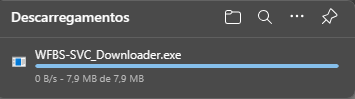 Descarregamentos
WFBS-SVC_Downloader.exe
0 B/s - 7,9 MB de 7,9 MB